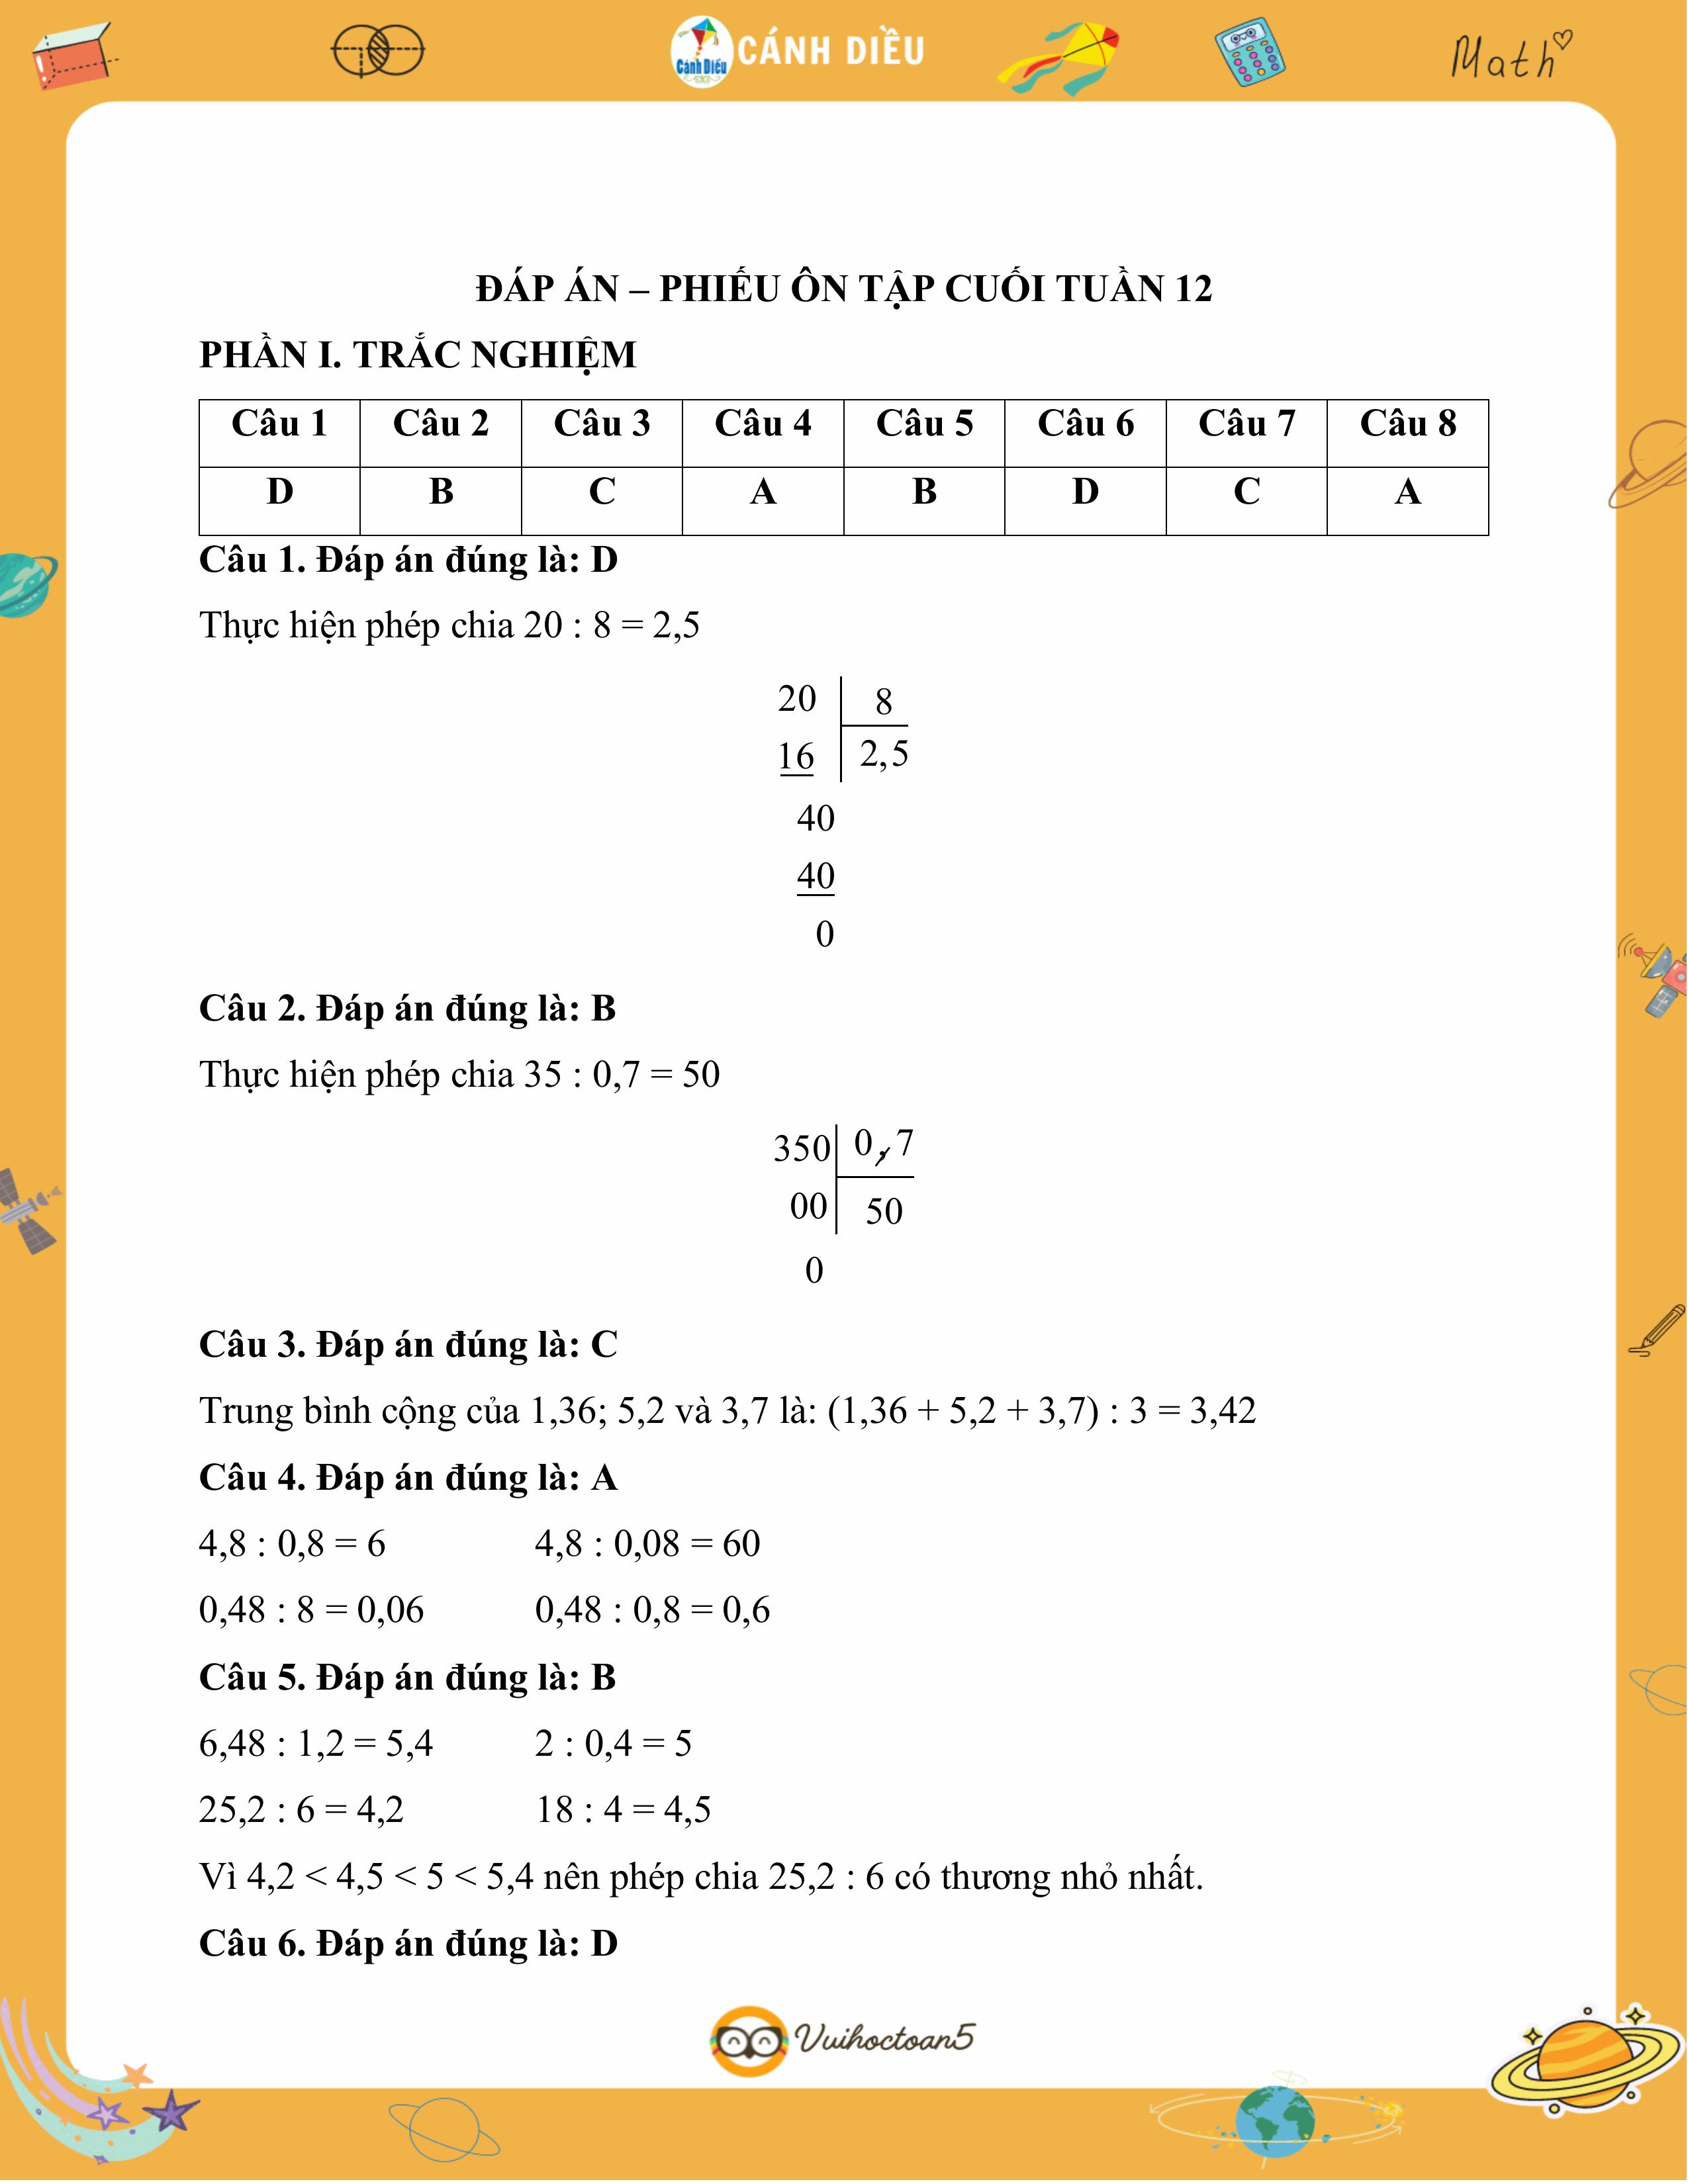 Cánh Diều CÁNH DIỀU
Math
ĐÁP ÁN – PHIẾU ÔN TẬP CUỐI TUẦN 12
PHẦN I. TRẮC NGHIỆM
Câu 1 Câu 2 Câu 3 Câu 4 Câu 5 Câu 6 Câu 7 Câu 8
D B C A B D C A
Câu 1. Đáp án đúng là: D
Thực hiện phép chia 20 : 8 = 2,5
20 8
16 2,5
40
40
0
Câu 2. Đáp án đúng là: B
Thực hiện phép chia 35 : 0,7 = 50
350 0,7
00 50
0
Câu 3. Đáp án đúng là: C
Trung bình cộng của 1,36; 5,2 và 3,7 là: (1,36 + 5,2 + 3,7) : 3 = 3,42
Câu 4. Đáp án đúng là: A
4,8 : 0,8 = 6 4,8 : 0,08 = 60
0,48 : 8 = 0,06 0,48 : 0,8 = 0,6
Câu 5. Đáp án đúng là: B
6,48 : 1,2 = 5,4 2 : 0,4 = 5
25,2 : 6 = 4,2 18 : 4 = 4,5
Vì 4,2 < 4,5 < 5 < 5,4 nên phép chia 25,2 : 6 có thương nhỏ nhất.
Câu 6. Đáp án đúng là: D
Vuihoctoan5